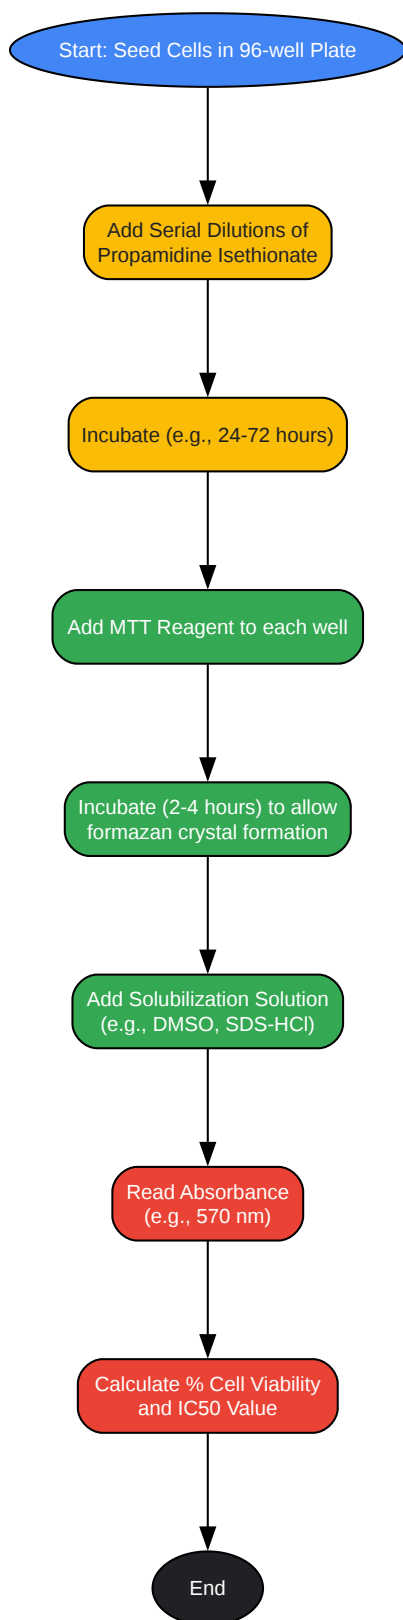 Start: Seed Cells in 96-well Plate
Add Serial Dilutions of
Propamidine Isethionate
Incubate (e.g., 24-72 hours)
Add MTT Reagent to each well
Incubate (2-4 hours) to allow
formazan crystal formation
Add Solubilization Solution
(e.g., DMSO, SDS-HCl)
Read Absorbance
(e.g., 570 nm)
Calculate % Cell Viability
and IC50 Value
End